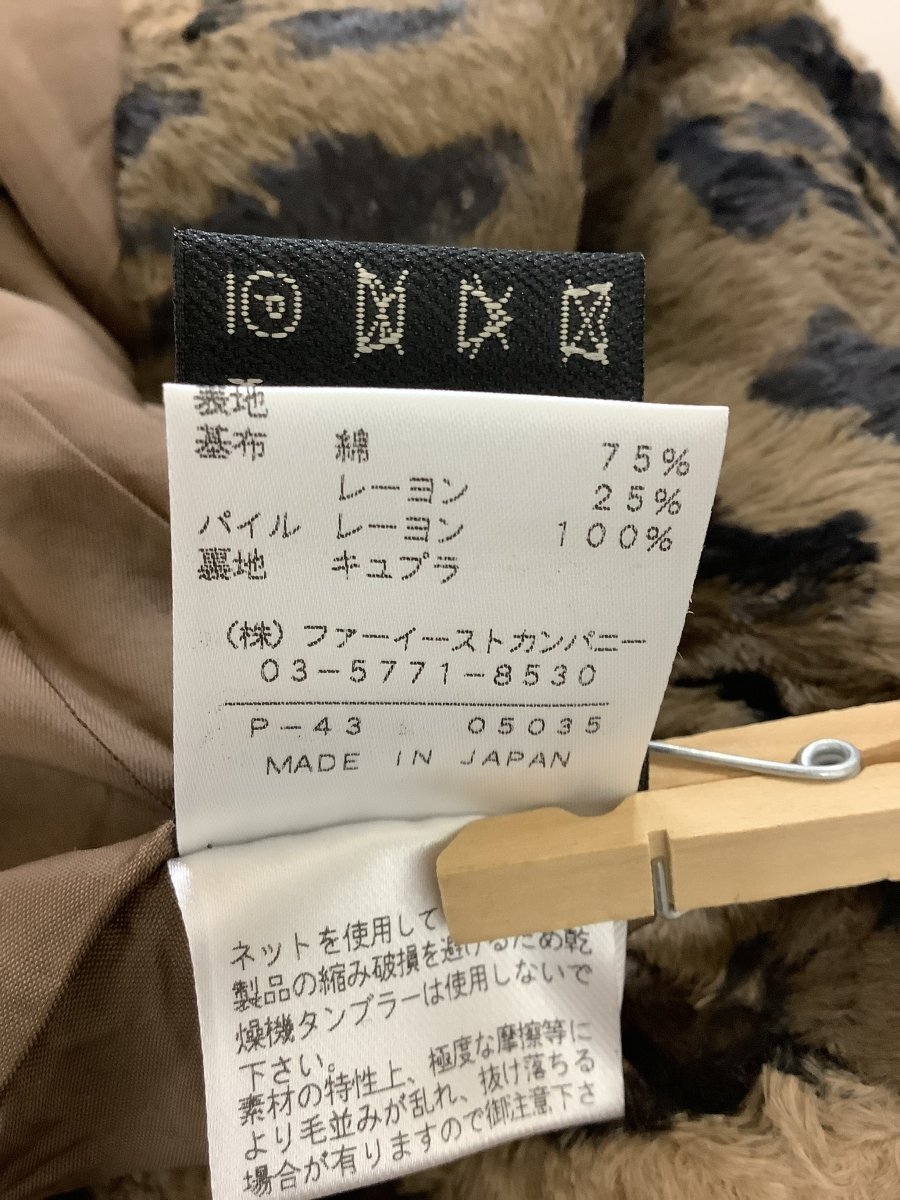 表地
基布 綿 75%
レーヨン 25%
パイル レーヨン 100%
裏地 キュプラ
(株)ファーイーストカンパニー
03-5771-8530
P-43 05035
MADE IN JAPAN
ネットを使用して
製品の縮み破損を避けるため乾
燥機タンブラーは使用しないで
下さい。
素材の特性上、極度な摩擦等に
より毛並みが乱れ、抜け落ちる
場合が有りますので御注意下さ